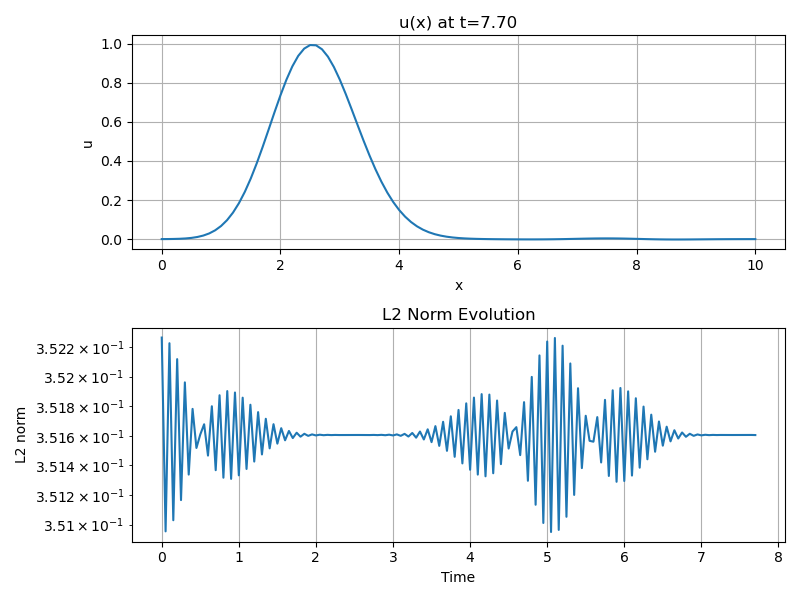 u(x) at t=7.70
1.0
0.8
0.6
0.4
0.2
0.0
u
0 2 4 6 8 10
x
L2 Norm Evolution
3.522 × 10⁻¹
3.52 × 10⁻¹
3.518 × 10⁻¹
3.516 × 10⁻¹
3.514 × 10⁻¹
3.512 × 10⁻¹
3.51 × 10⁻¹
L2 norm
0 1 2 3 4 5 6 7 8
Time